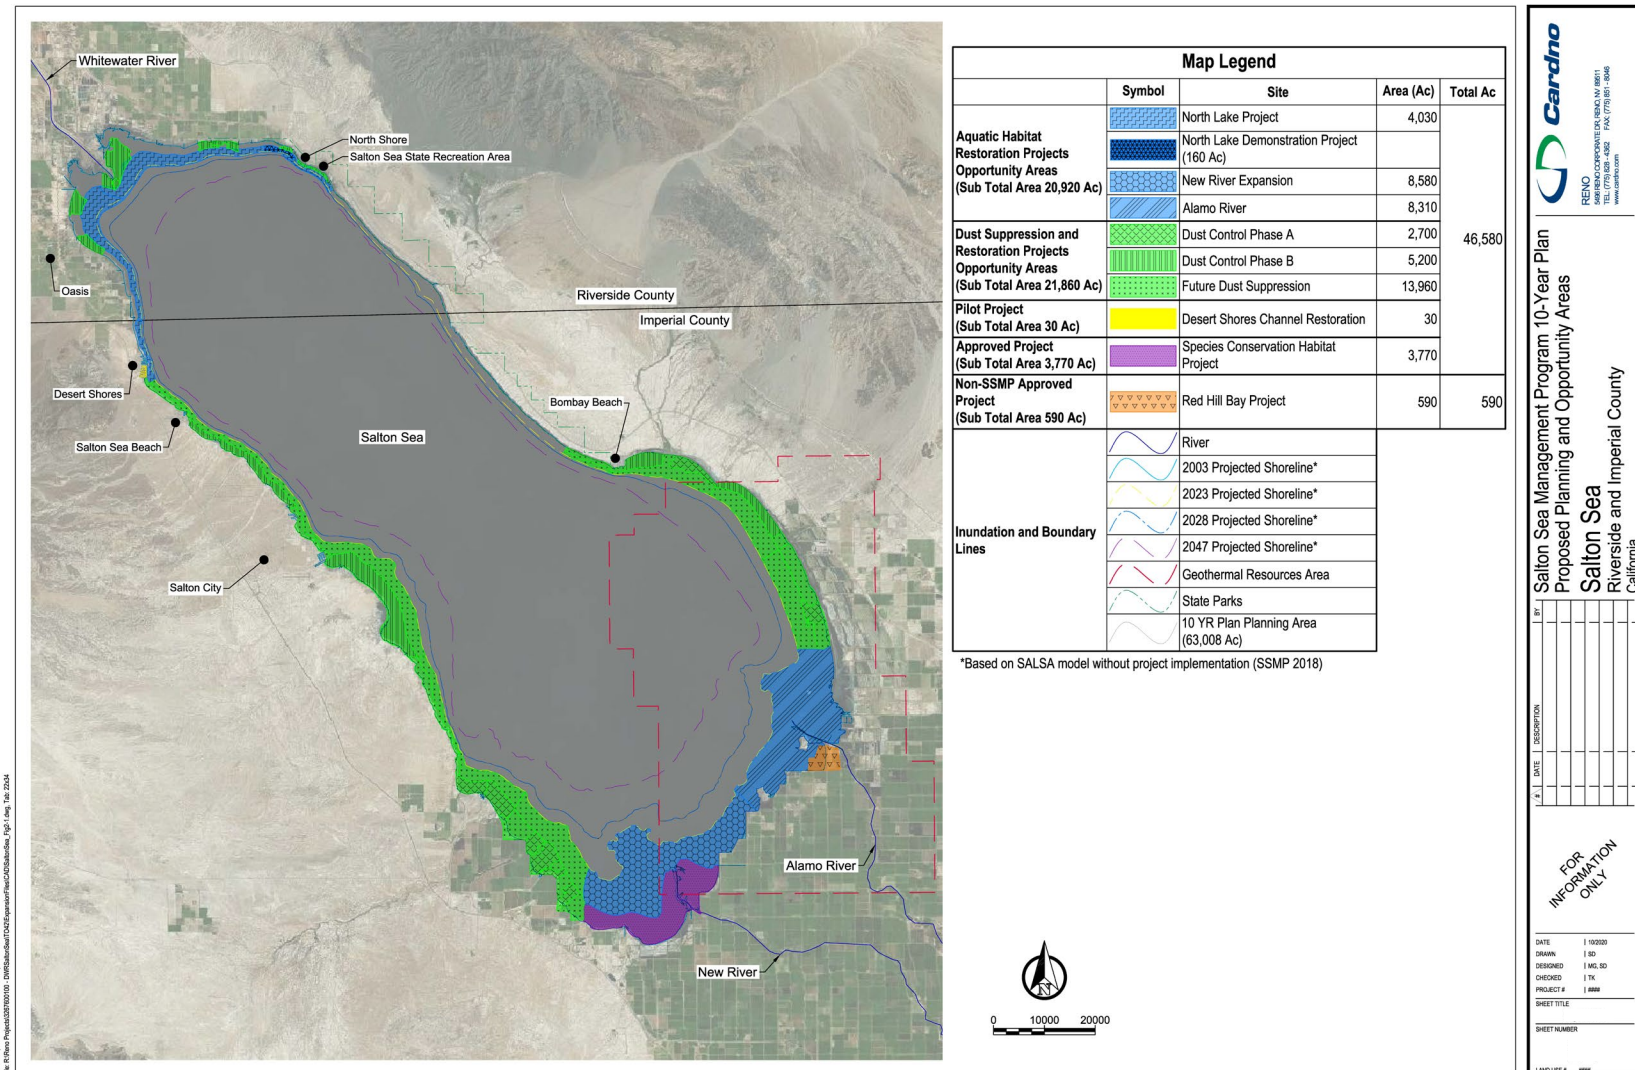 Whitewater River
North Shore
Salton Sea State Recreation Area
Oasis
Riverside County
Imperial County
Desert Shores
Salton Sea Beach
Salton Sea
Bombay Beach
Salton City
Alamo River
New River
Map Legend
Symbol Site Area (Ac) Total Ac
Aquatic Habitat
Restoration Projects
Opportunity Areas
(Sub Total Area 20,920 Ac)
North Lake Project 4,030
North Lake Demonstration Project
(160 Ac)
New River Expansion 8,580
Alamo River 8,310
Dust Suppression and
Restoration Projects
Opportunity Areas
(Sub Total Area 21,860 Ac)
Dust Control Phase A 2,700
Dust Control Phase B 5,200
Future Dust Suppression 13,960
46,580
Pilot Project
(Sub Total Area 30 Ac)
Desert Shores Channel Restoration 30
Approved Project
(Sub Total Area 3,770 Ac)
Species Conservation Habitat
Project
3,770
Non-SSMP Approved
Project
(Sub Total Area 590 Ac)
Red Hill Bay Project 590 590
Inundation and Boundary
Lines
River
2003 Projected Shoreline*
2023 Projected Shoreline*
2028 Projected Shoreline*
2047 Projected Shoreline*
Geothermal Resources Area
State Parks
10 YR Plan Planning Area
(63,008 Ac)
*Based on SALSA model without project implementation (SSMP 2018)
N
0 10000 20000
Cardno
RENO
TEL: (775) 828 - 4362 FAX: (775) 851 - 8046
www.cardno.com
Salton Sea Management Program 10-Year Plan
Proposed Planning and Opportunity Areas
Salton Sea
Riverside and Imperial County
California
# DATE DESCRIPTION BY
FOR
INFORMATION
ONLY
DATE 10/2020
DRAWN SD
DESIGNED MG, SD
CHECKED TK
PROJECT # ####
SHEET TITLE
SHEET NUMBER